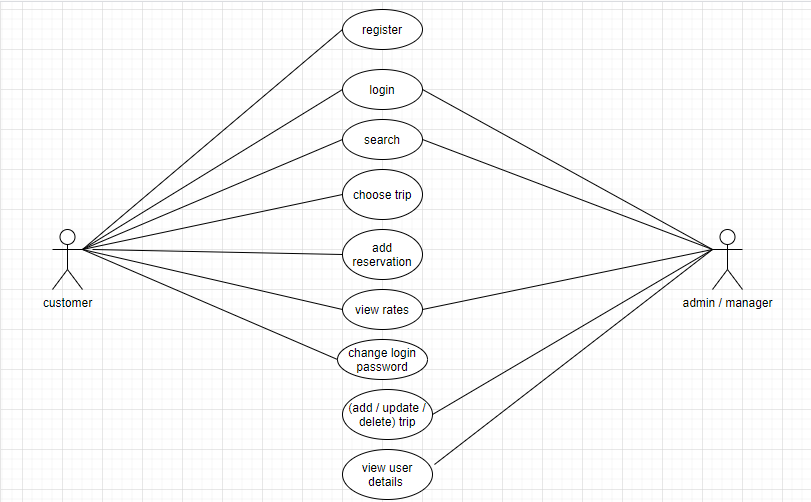 register
login
search
choose trip
add
reservation
customer
admin / manager
view rates
change login
password
(add / update /
delete) trip
view user
details